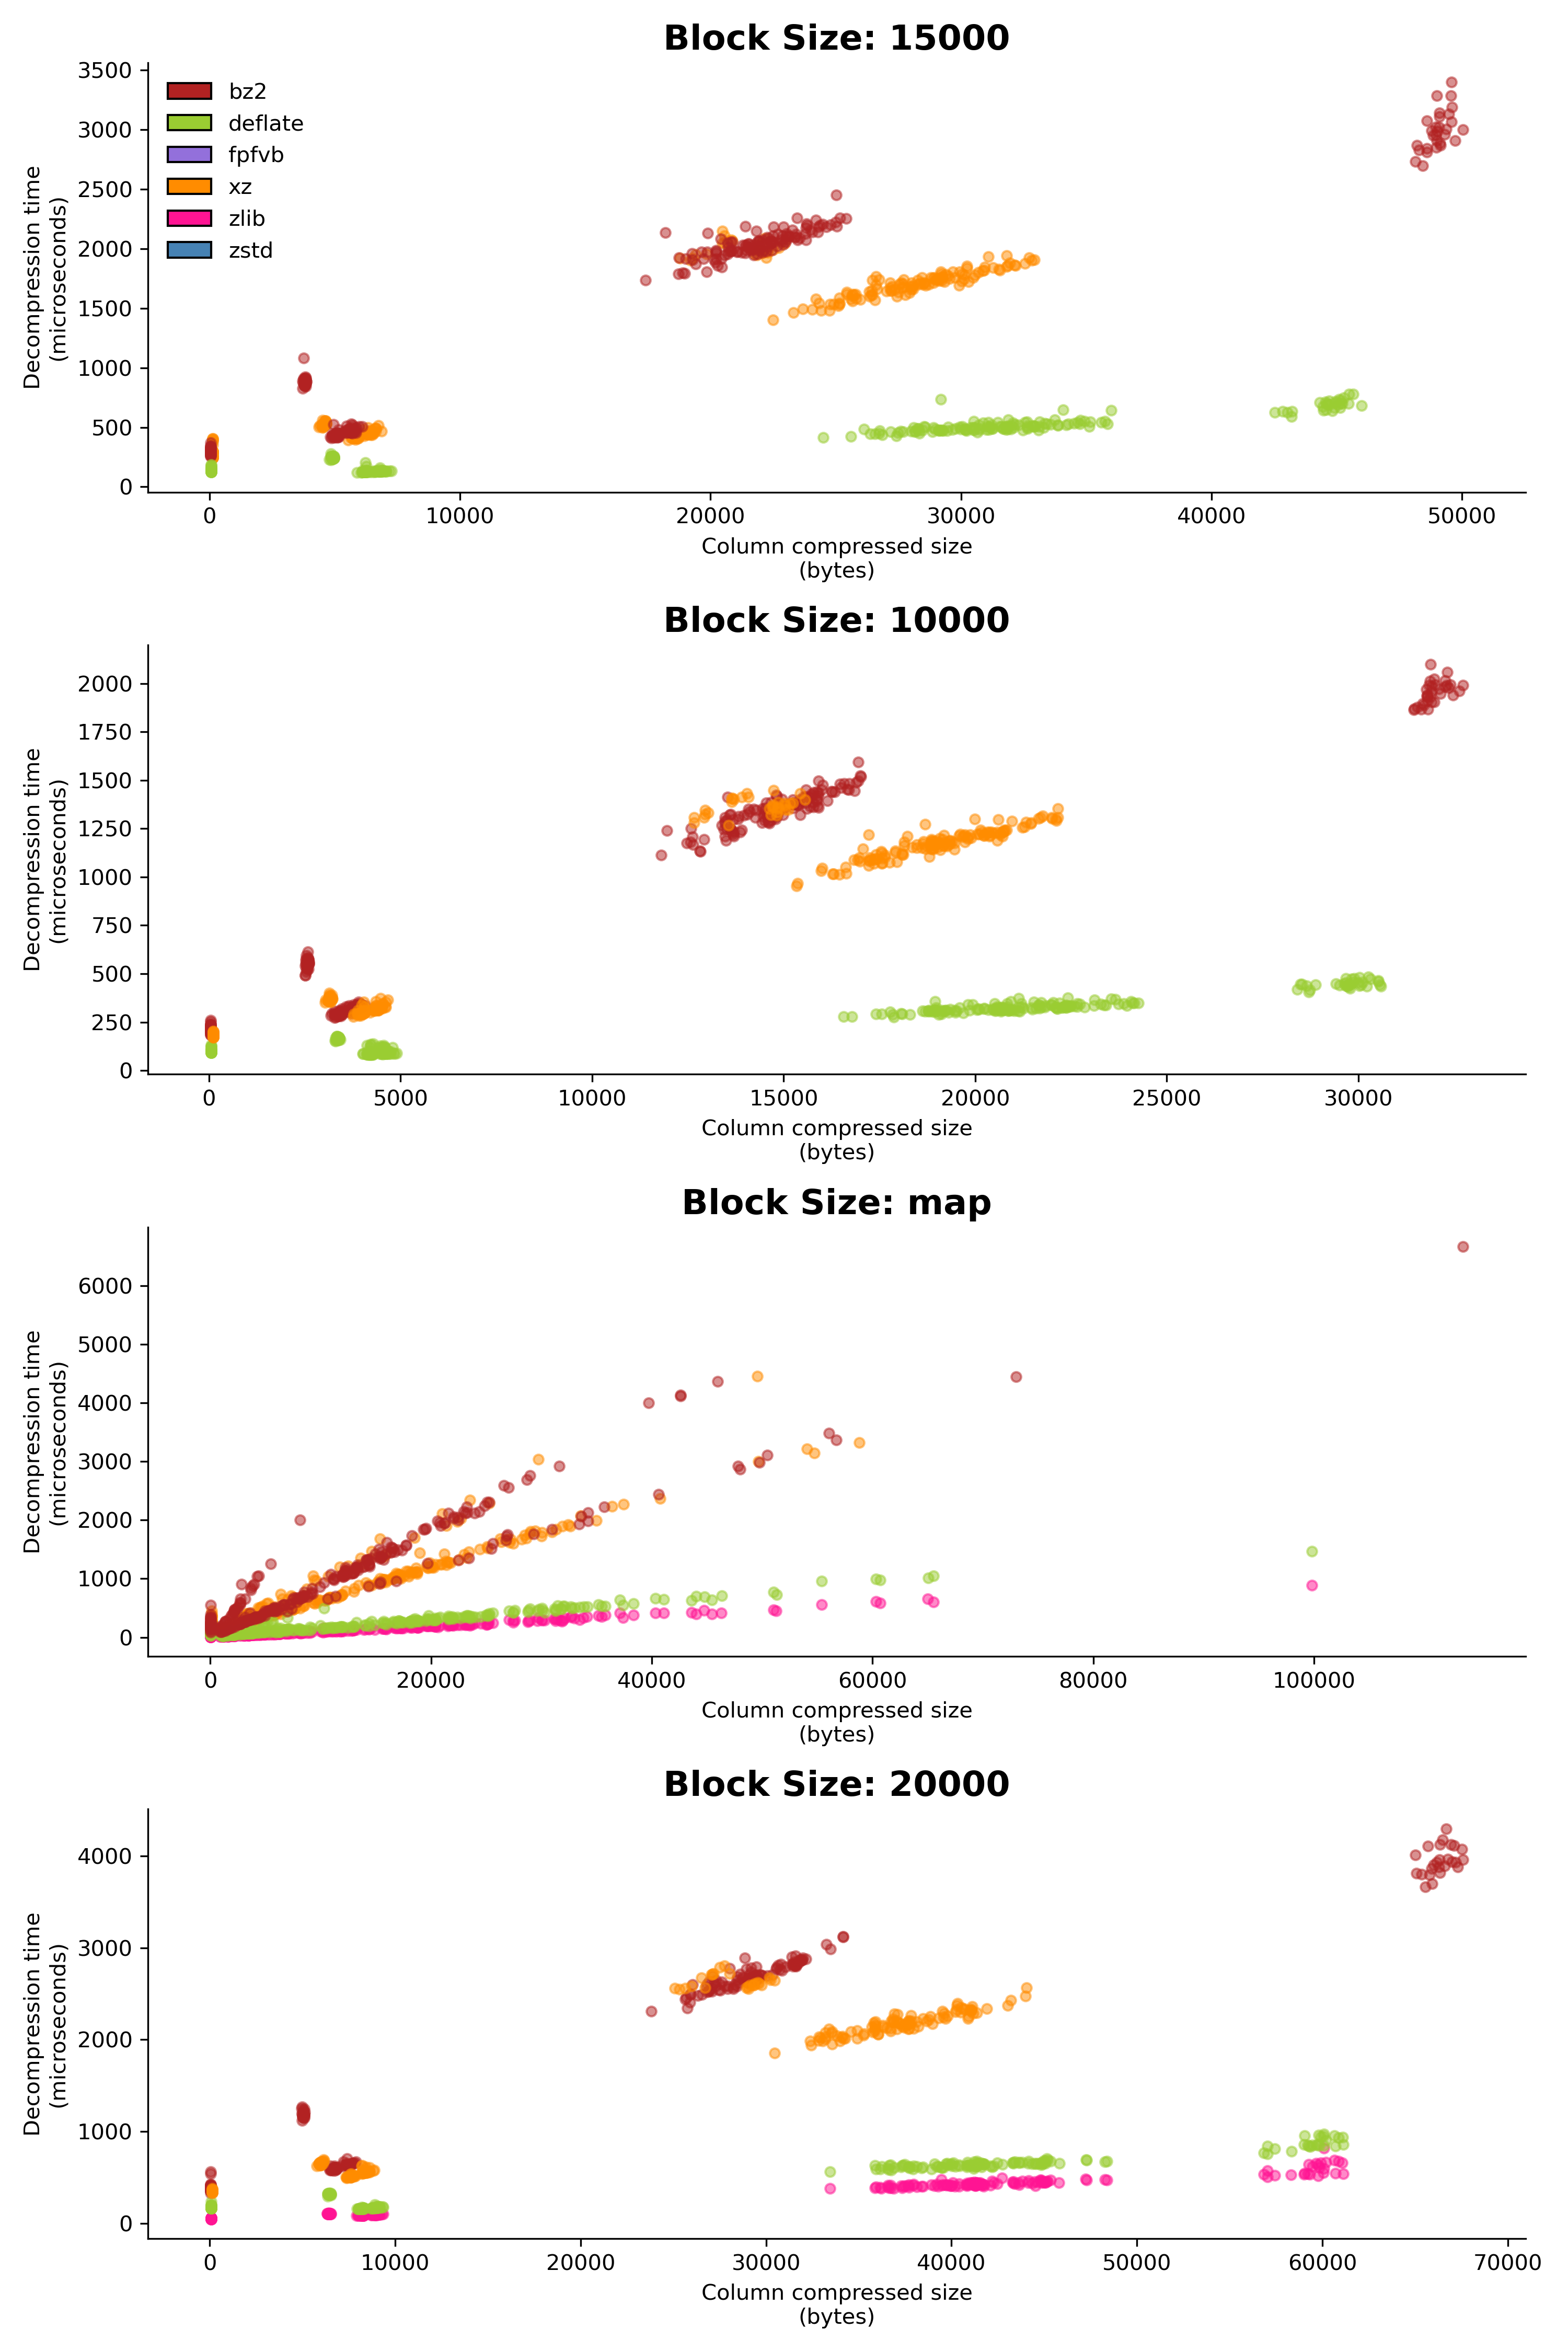 Block Size: 15000
3500
3000
2500
2000
1500
1000
500
0
Decompression time
(microseconds)
bz2
deflate
fpfvb
xz
zlib
zstd
0 10000 20000 30000 40000 50000
Column compressed size
(bytes)
Block Size: 10000
2000
1750
1500
1250
1000
750
500
250
0
Decompression time
(microseconds)
0 5000 10000 15000 20000 25000 30000
Column compressed size
(bytes)
Block Size: map
6000
5000
4000
3000
2000
1000
0
Decompression time
(microseconds)
0 20000 40000 60000 80000 100000
Column compressed size
(bytes)
Block Size: 20000
4000
3000
2000
1000
0
Decompression time
(microseconds)
0 10000 20000 30000 40000 50000 60000 70000
Column compressed size
(bytes)